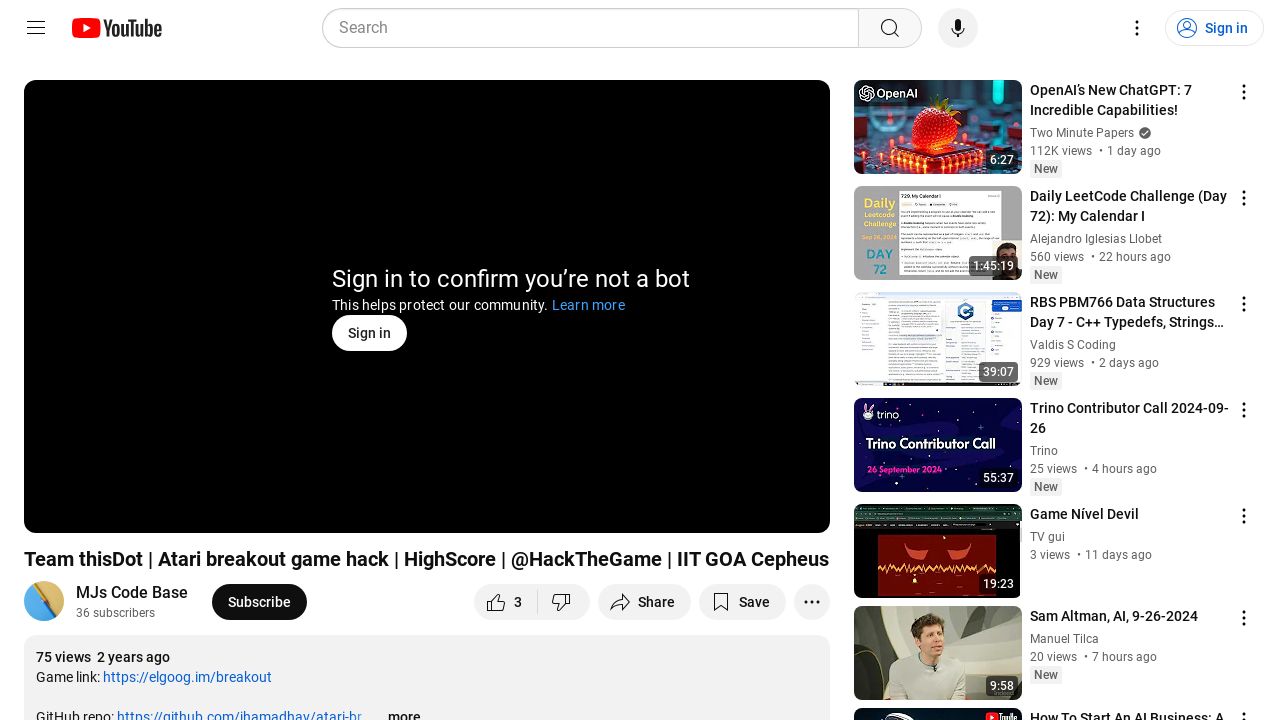 YouTube
Search
Sign in
Sign in to confirm you’re not a bot
This helps protect our community. Learn more
Sign in
Team thisDot | Atari breakout game hack | HighScore | @HackTheGame | IIT GOA Cepheus
MJs Code Base
36 subscribers
Subscribe
3
Share
Save
75 views 2 years ago
Game link: https://elgoog.im/breakout
GitHub repo: https://github.com/jhamadhav/atari-br
...more
OpenAI
6:27
OpenAI’s New ChatGPT: 7
Incredible Capabilities!
Two Minute Papers
112K views • 1 day ago
New
Daily
Leetcode
Challenge
Sep 26, 2024
DAY
72
729. My Calendar I
1:45:19
Daily LeetCode Challenge (Day
72): My Calendar I
Alejandro Iglesias Llobet
560 views • 22 hours ago
New
39:07
RBS PBM766 Data Structures
Day 7 - C++ Typedefs, Strings...
Valdis S Coding
929 views • 2 days ago
New
trino
Trino Contributor Call
26 September 2024
55:37
Trino Contributor Call 2024-09-
26
Trino
25 views • 4 hours ago
New
19:23
Game Nível Devil
TV gui
3 views • 11 days ago
9:58
Sam Altman, AI, 9-26-2024
Manuel Tilca
20 views • 7 hours ago
New
How To Start An AI Business: A